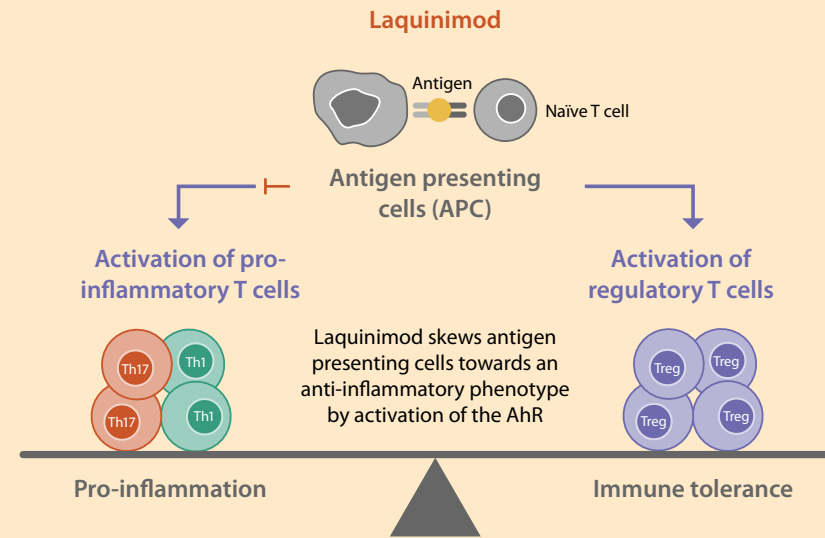 Laquinimod
Antigen
Naïve T cell
Antigen presenting
cells (APC)
Activation of pro-
inflammatory T cells
Activation of
regulatory T cells
Th17
Th1
Th17
Th1
Laquinimod skews antigen
presenting cells towards an
anti-inflammatory phenotype
by activation of the AhR
Treg
Treg
Treg
Treg
Pro-inflammation
Immune tolerance